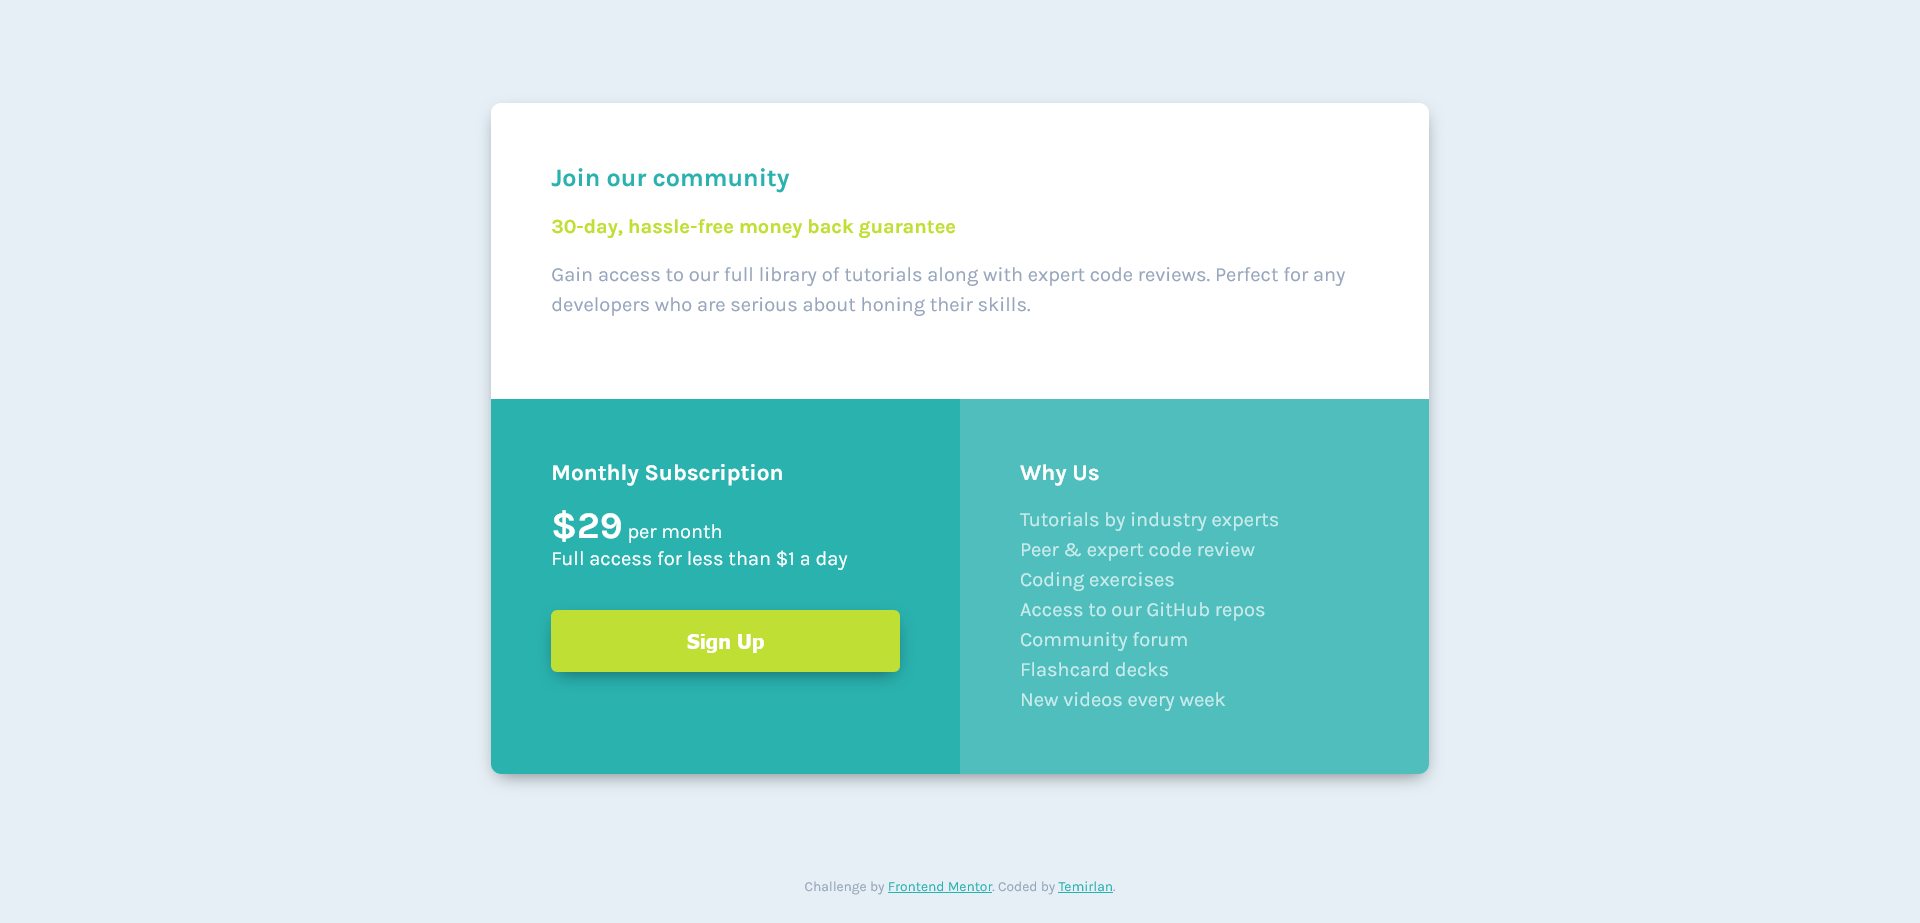 Join our community
30-day, hassle-free money back guarantee
Gain access to our full library of tutorials along with expert code reviews. Perfect for any
developers who are serious about honing their skills.
Monthly Subscription
$29 per month
Full access for less than $1 a day
Sign Up
Why Us
Tutorials by industry experts
Peer & expert code review
Coding exercises
Access to our GitHub repos
Community forum
Flashcard decks
New videos every week
Challenge by Frontend Mentor. Coded by Temirlan.